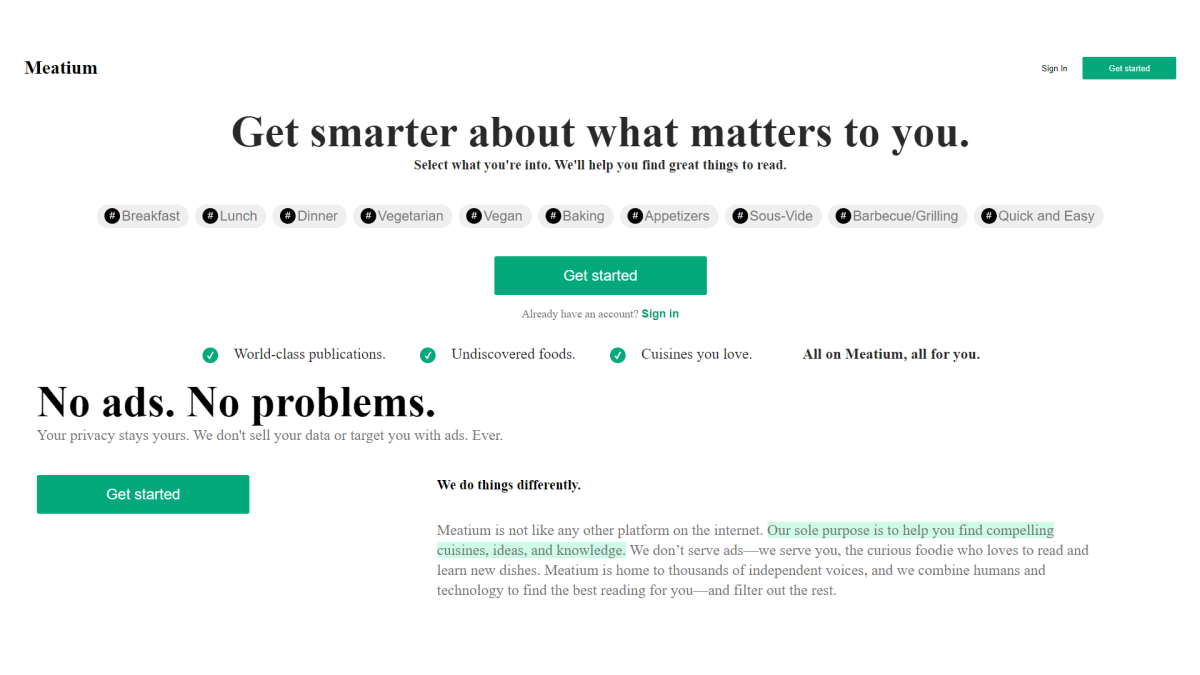 Meatium
Sign In
Get started
Get smarter about what matters to you.
Select what you're into. We'll help you find great things to read.
# Breakfast # Lunch # Dinner # Vegetarian # Vegan # Baking # Appetizers # Sous-Vide # Barbecue/Grilling # Quick and Easy
Get started
Already have an account? Sign in
World-class publications. Undiscovered foods. Cuisines you love. All on Meatium, all for you.
No ads. No problems.
Your privacy stays yours. We don't sell your data or target you with ads. Ever.
Get started
We do things differently.
Meatium is not like any other platform on the internet. Our sole purpose is to help you find compelling
cuisines, ideas, and knowledge. We don’t serve ads—we serve you, the curious foodie who loves to read and
learn new dishes. Meatium is home to thousands of independent voices, and we combine humans and
technology to find the best reading for you—and filter out the rest.